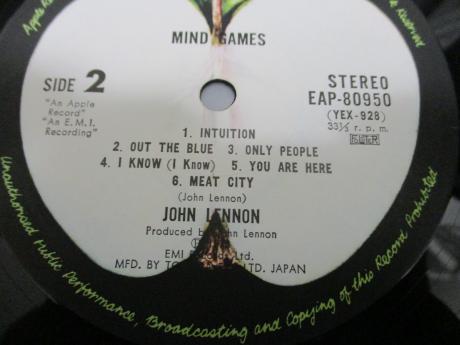 MIND GAMES
SIDE 2
STEREO
EAP-80950
(YEX-928)
33⅓ r. p. m.
"An Apple
Record"
"An E.M.I.
Recording"
1. INTUITION
2. OUT THE BLUE 3. ONLY PEOPLE
4. I KNOW (I Know) 5. YOU ARE HERE
6. MEAT CITY
(John Lennon)
JOHN LENNON
Produced by John Lennon
EMI
MFD. BY LTD. JAPAN
Unauthorised Public Performance, Broadcasting and Copying of this Record Prohibited